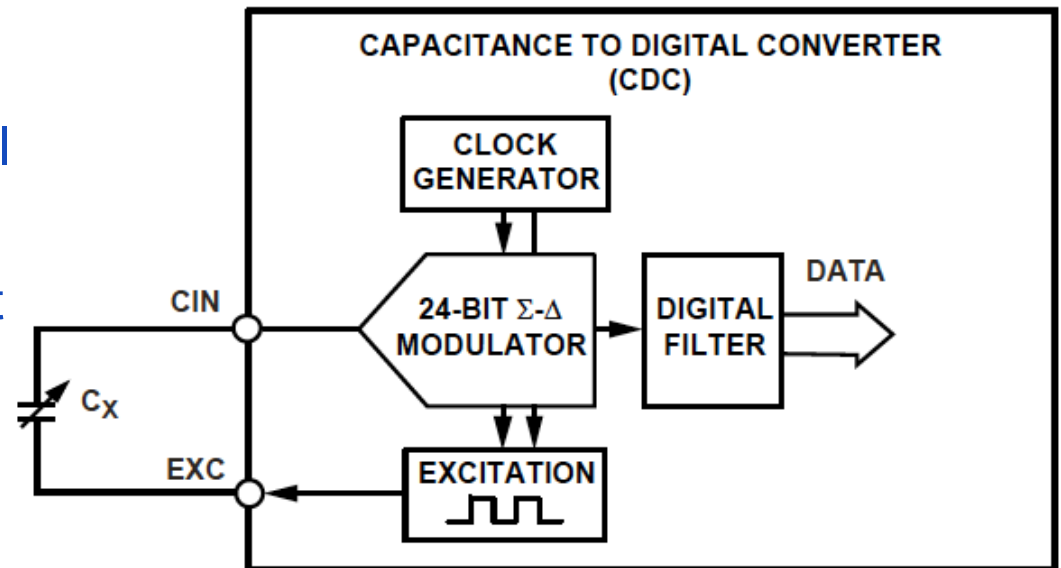 CAPACITANCE TO DIGITAL CONVERTER
(CDC)
CLOCK
GENERATOR
CIN
24-BIT Σ-Δ
MODULATOR
DIGITAL
FILTER
DATA
CX
EXC
EXCITATION